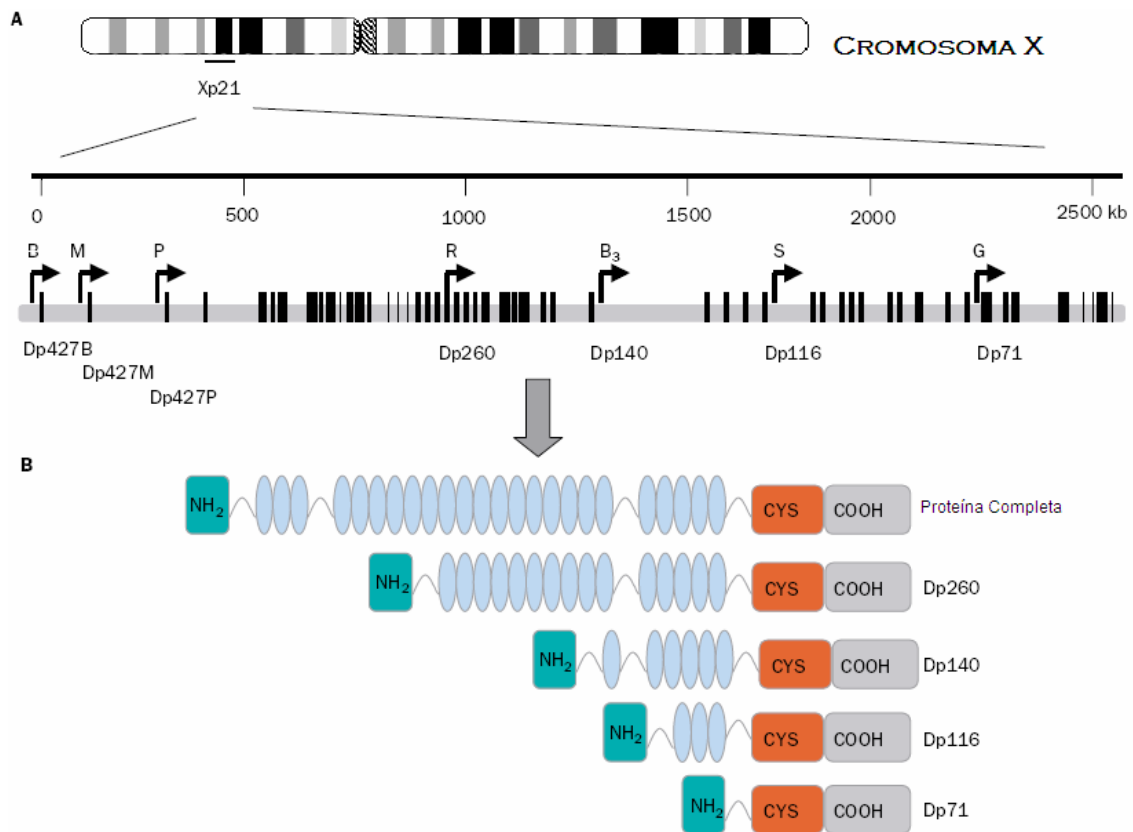 A
CROMOSOMA X
Xp21
0 500 1000 1500 2000 2500 kb
B M P R B₃ S G
Dp427B Dp260 Dp140 Dp116 Dp71
Dp427M
Dp427P
B
NH₂ CYS COOH Proteína Completa
NH₂ CYS COOH Dp260
NH₂ CYS COOH Dp140
NH₂ CYS COOH Dp116
NH₂ CYS COOH Dp71